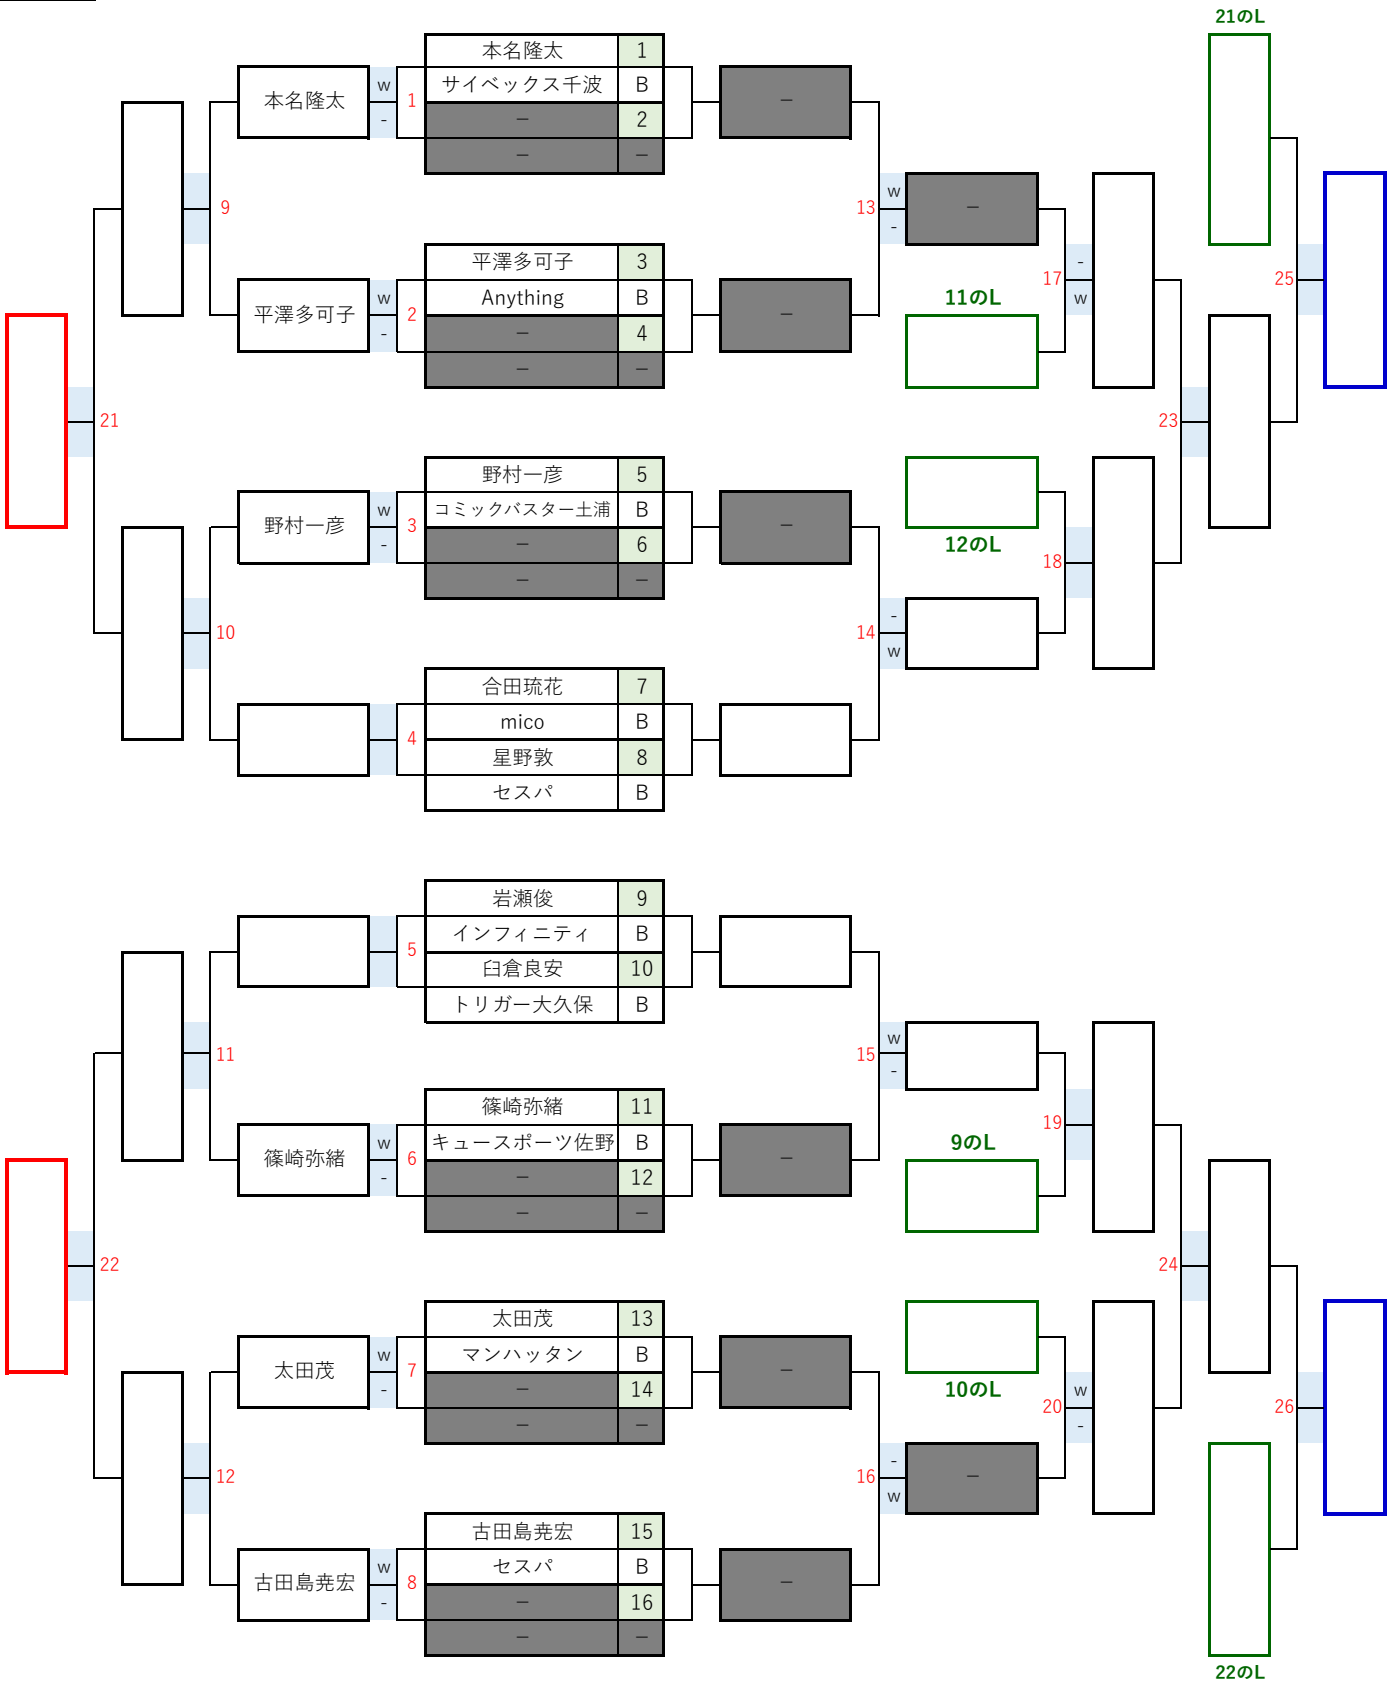 21のL
本名隆太 1
本名隆太 w 1 サイベックス千波 B －
- － 2
－ －
9 13 w －
-
平澤多可子 3
平澤多可子 w 2 Anything B －
- － 4
－ －
17 - w
25
11のL
21
23
野村一彦 5
野村一彦 w 3 コミックバスター土浦 B －
- － 6
－ －
12のL
18
10 14 - w
合田琉花 7
4 mico B
星野敦 8
セスパ B
岩瀬俊 9
5 インフィニティ B
臼倉良安 10
トリガー大久保 B
11 15 w -
篠崎弥緒 11
篠崎弥緒 w 6 キュースポーツ佐野 B －
- － 12
－ －
19
9のL
22
24
太田茂 13
太田茂 w 7 マンハッタン B －
- － 14
－ －
10のL
20 w -
26
12 16 - w －
古田島尭宏 15
古田島尭宏 w 8 セスパ B －
- － 16
－ －
22のL